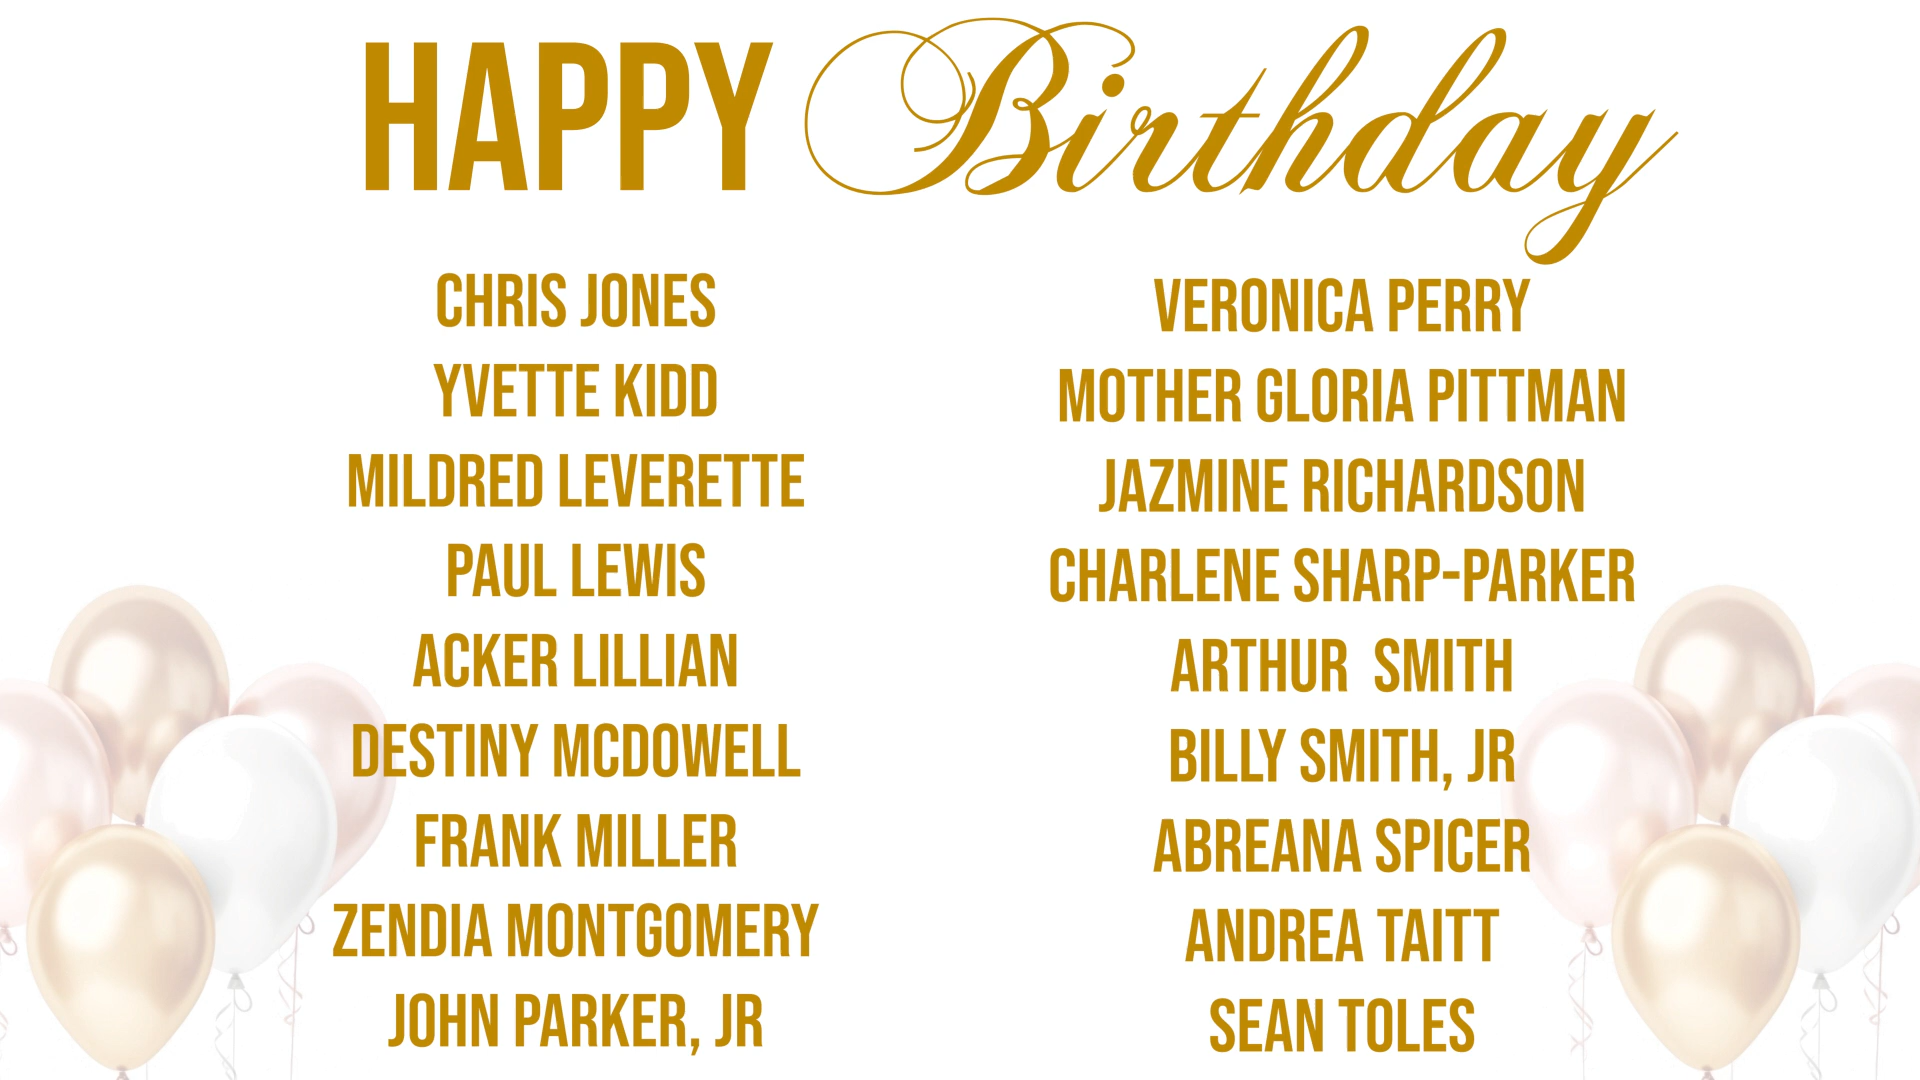 HAPPY Birthday
CHRIS JONES
YVETTE KIDD
MILDRED LEVERETTE
PAUL LEWIS
ACKER LILLIAN
DESTINY MCDOWELL
FRANK MILLER
ZENDIA MONTGOMERY
JOHN PARKER, JR
VERONICA PERRY
MOTHER GLORIA PITTMAN
JAZMINE RICHARDSON
CHARLENE SHARP-PARKER
ARTHUR  SMITH
BILLY SMITH, JR
ABREANA SPICER
ANDREA TAITT
SEAN TOLES